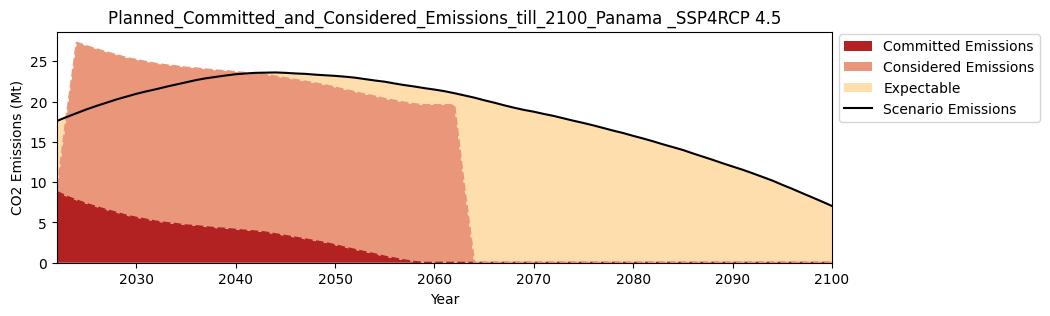 Planned_Committed_and_Considered_Emissions_till_2100_Panama _SSP4RCP 4.5
CO2 Emissions (Mt)
25
20
15
10
5
0
2030 2040 2050 2060 2070 2080 2090 2100
Year
Committed Emissions
Considered Emissions
Expectable
Scenario Emissions